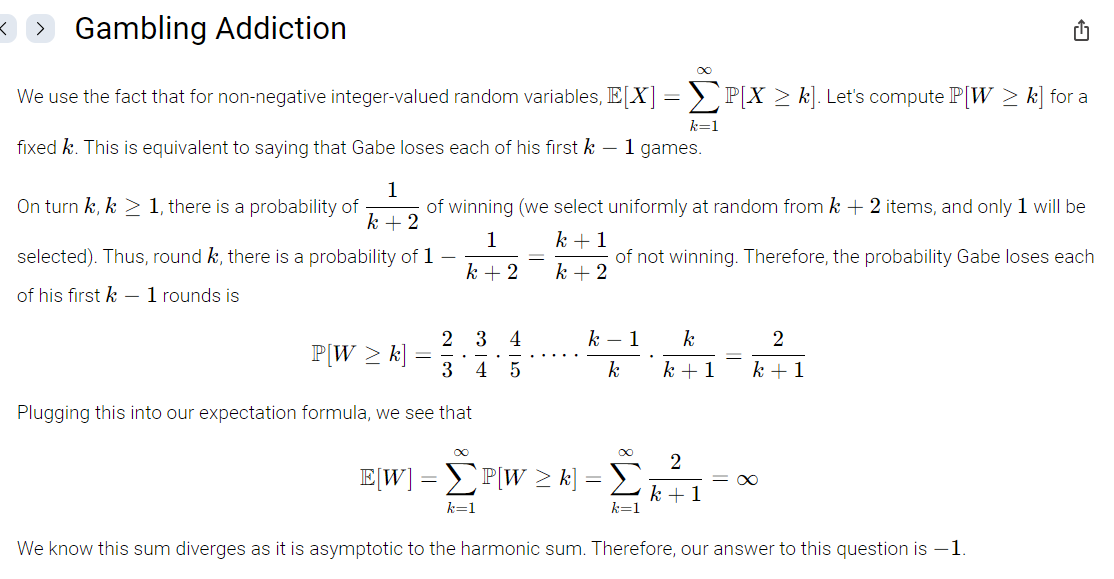 < > Gambling Addiction
We use the fact that for non-negative integer-valued random variables, $\mathbb{E}[X] = \sum_{k=1}^{\infty} \mathbb{P}[X \geq k]$. Let's compute $\mathbb{P}[W \geq k]$ for a
fixed $k$. This is equivalent to saying that Gabe loses each of his first $k - 1$ games.
On turn $k, k \geq 1$, there is a probability of $\frac{1}{k+2}$ of winning (we select uniformly at random from $k + 2$ items, and only 1 will be
selected). Thus, round $k$, there is a probability of $1 - \frac{1}{k+2} = \frac{k+1}{k+2}$ of not winning. Therefore, the probability Gabe loses each
of his first $k - 1$ rounds is
$\mathbb{P}[W \geq k] = \frac{2}{3} \cdot \frac{3}{4} \cdot \frac{4}{5} \cdot \cdots \cdot \frac{k-1}{k} \cdot \frac{k}{k+1} = \frac{2}{k+1}$
Plugging this into our expectation formula, we see that
$\mathbb{E}[W] = \sum_{k=1}^{\infty} \mathbb{P}[W \geq k] = \sum_{k=1}^{\infty} \frac{2}{k+1} = \infty$
We know this sum diverges as it is asymptotic to the harmonic sum. Therefore, our answer to this question is $-1$.